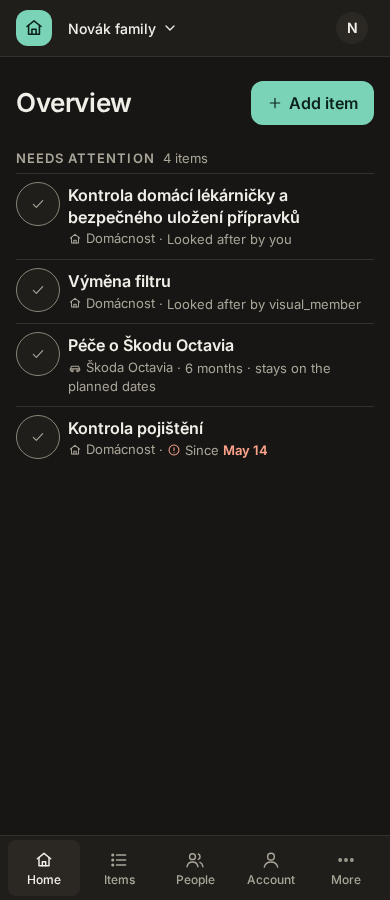 Novák family
N
Overview
Add item
NEEDS ATTENTION 4 items
Kontrola domácí lékárničky a
bezpečného uložení přípravků
Domácnost · Looked after by you
Výměna filtru
Domácnost · Looked after by visual_member
Péče o Škodu Octavia
Škoda Octavia · 6 months · stays on the
planned dates
Kontrola pojištění
Domácnost · Since May 14
Home
Items
People
Account
More